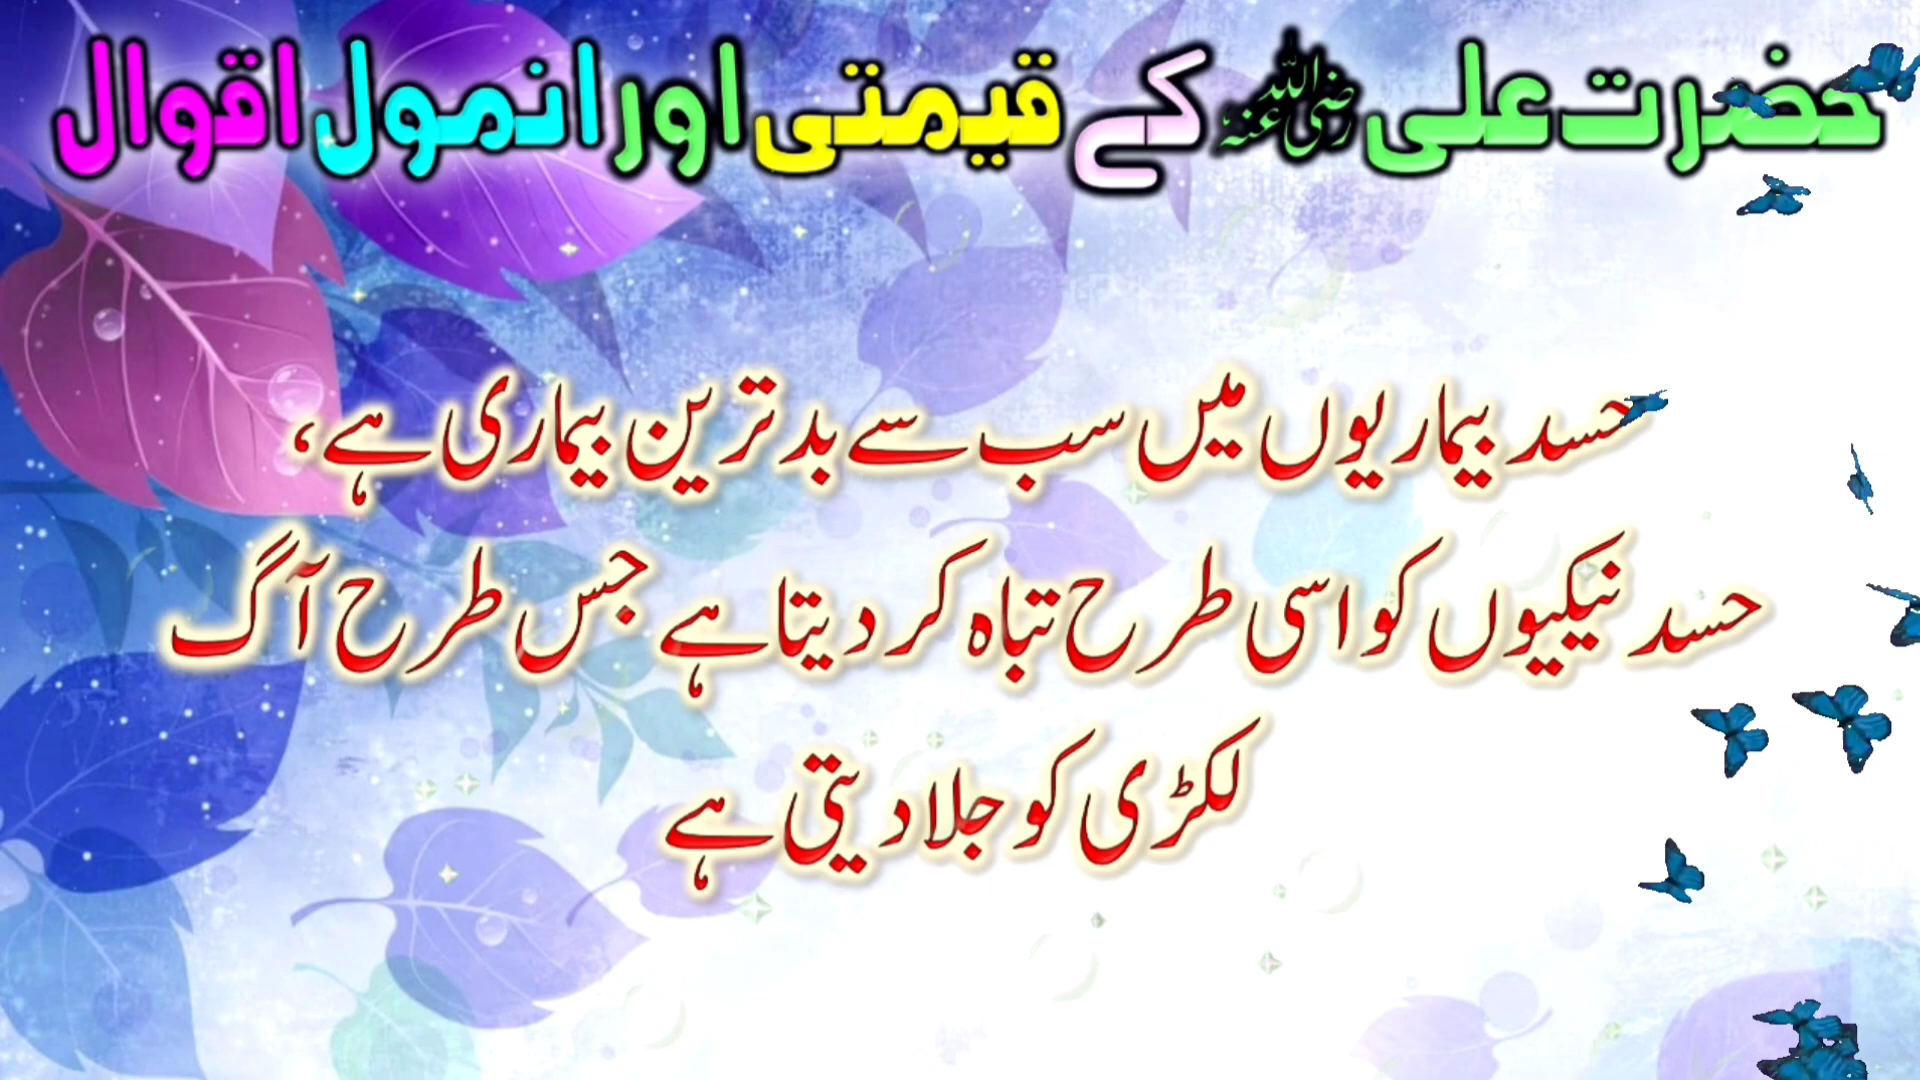 حضرت علی رضی اللہ عنہ کے قیمتی اور انمول اقوال
حسد بیماریوں میں سب سے بدترین بیماری ہے،
حسد نیکیوں کو اسی طرح تباہ کر دیتا ہے جس طرح آگ
لکڑی کو جلا دیتی ہے